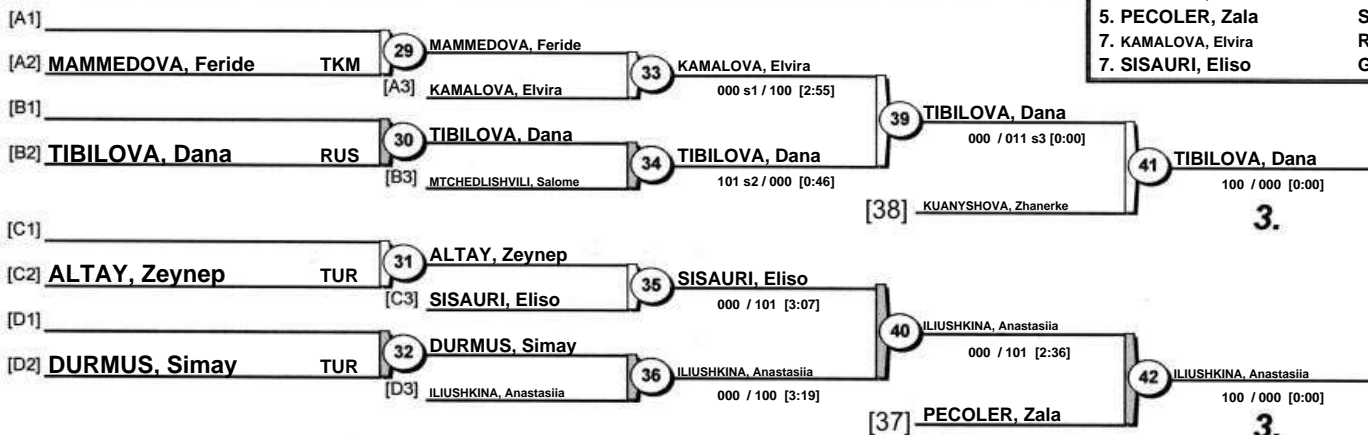 5. PECOLER, Zala S
7. KAMALOVA, Elvira R
7. SISAURI, Eliso G
[A1]
[A2] MAMMEDOVA, Feride TKM
29
MAMMEDOVA, Feride
[A3] KAMALOVA, Elvira
33
KAMALOVA, Elvira
000 s1 / 100 [2:55]
[B1]
[B2] TIBILOVA, Dana RUS
30
TIBILOVA, Dana
[B3] MTCHEDLISHVILI, Salome
34
TIBILOVA, Dana
101 s2 / 000 [0:46]
39
TIBILOVA, Dana
000 / 011 s3 [0:00]
[38] KUANYSHOVA, Zhanerke
41
TIBILOVA, Dana
100 / 000 [0:00]
3.
[C1]
[C2] ALTAY, Zeynep TUR
31
ALTAY, Zeynep
[C3] SISAURI, Eliso
35
SISAURI, Eliso
000 / 101 [3:07]
[D1]
[D2] DURMUS, Simay TUR
32
DURMUS, Simay
[D3] ILIUSHKINA, Anastasiia
36
ILIUSHKINA, Anastasiia
000 / 100 [3:19]
40
ILIUSHKINA, Anastasiia
000 / 101 [2:36]
[37] PECOLER, Zala
42
ILIUSHKINA, Anastasiia
100 / 000 [0:00]
3.